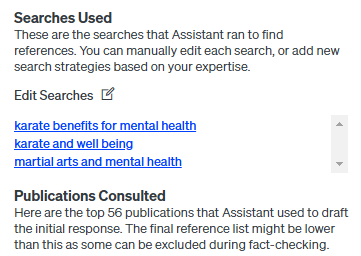 Searches Used
These are the searches that Assistant ran to find
references. You can manually edit each search, or add new
search strategies based on your expertise.
Edit Searches
karate benefits for mental health
karate and well being
martial arts and mental health
Publications Consulted
Here are the top 56 publications that Assistant used to draft
the initial response. The final reference list might be lower
than this as some can be excluded during fact-checking.